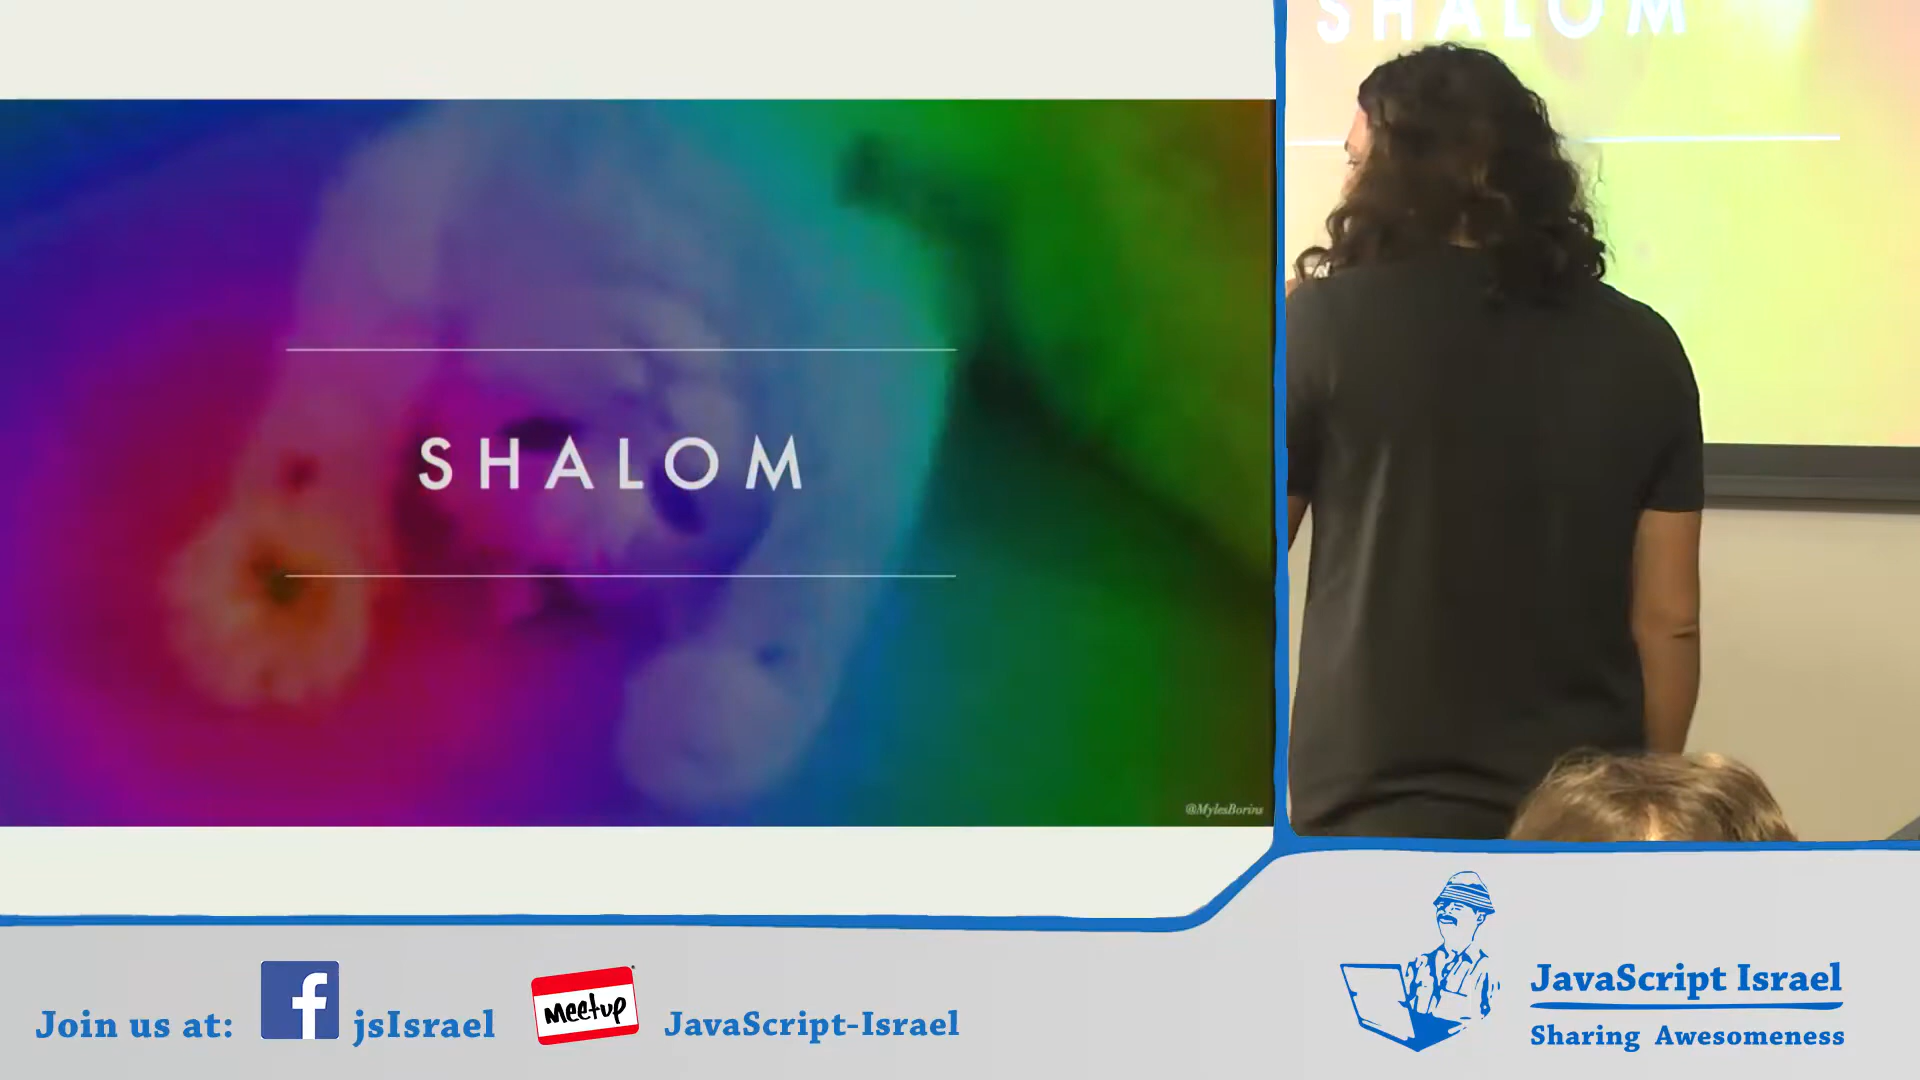 SHALOM
@MylesBorins
SHALOM
Join us at:
f
jsIsrael
Meetup
JavaScript-Israel
JavaScript Israel
Sharing Awesomeness